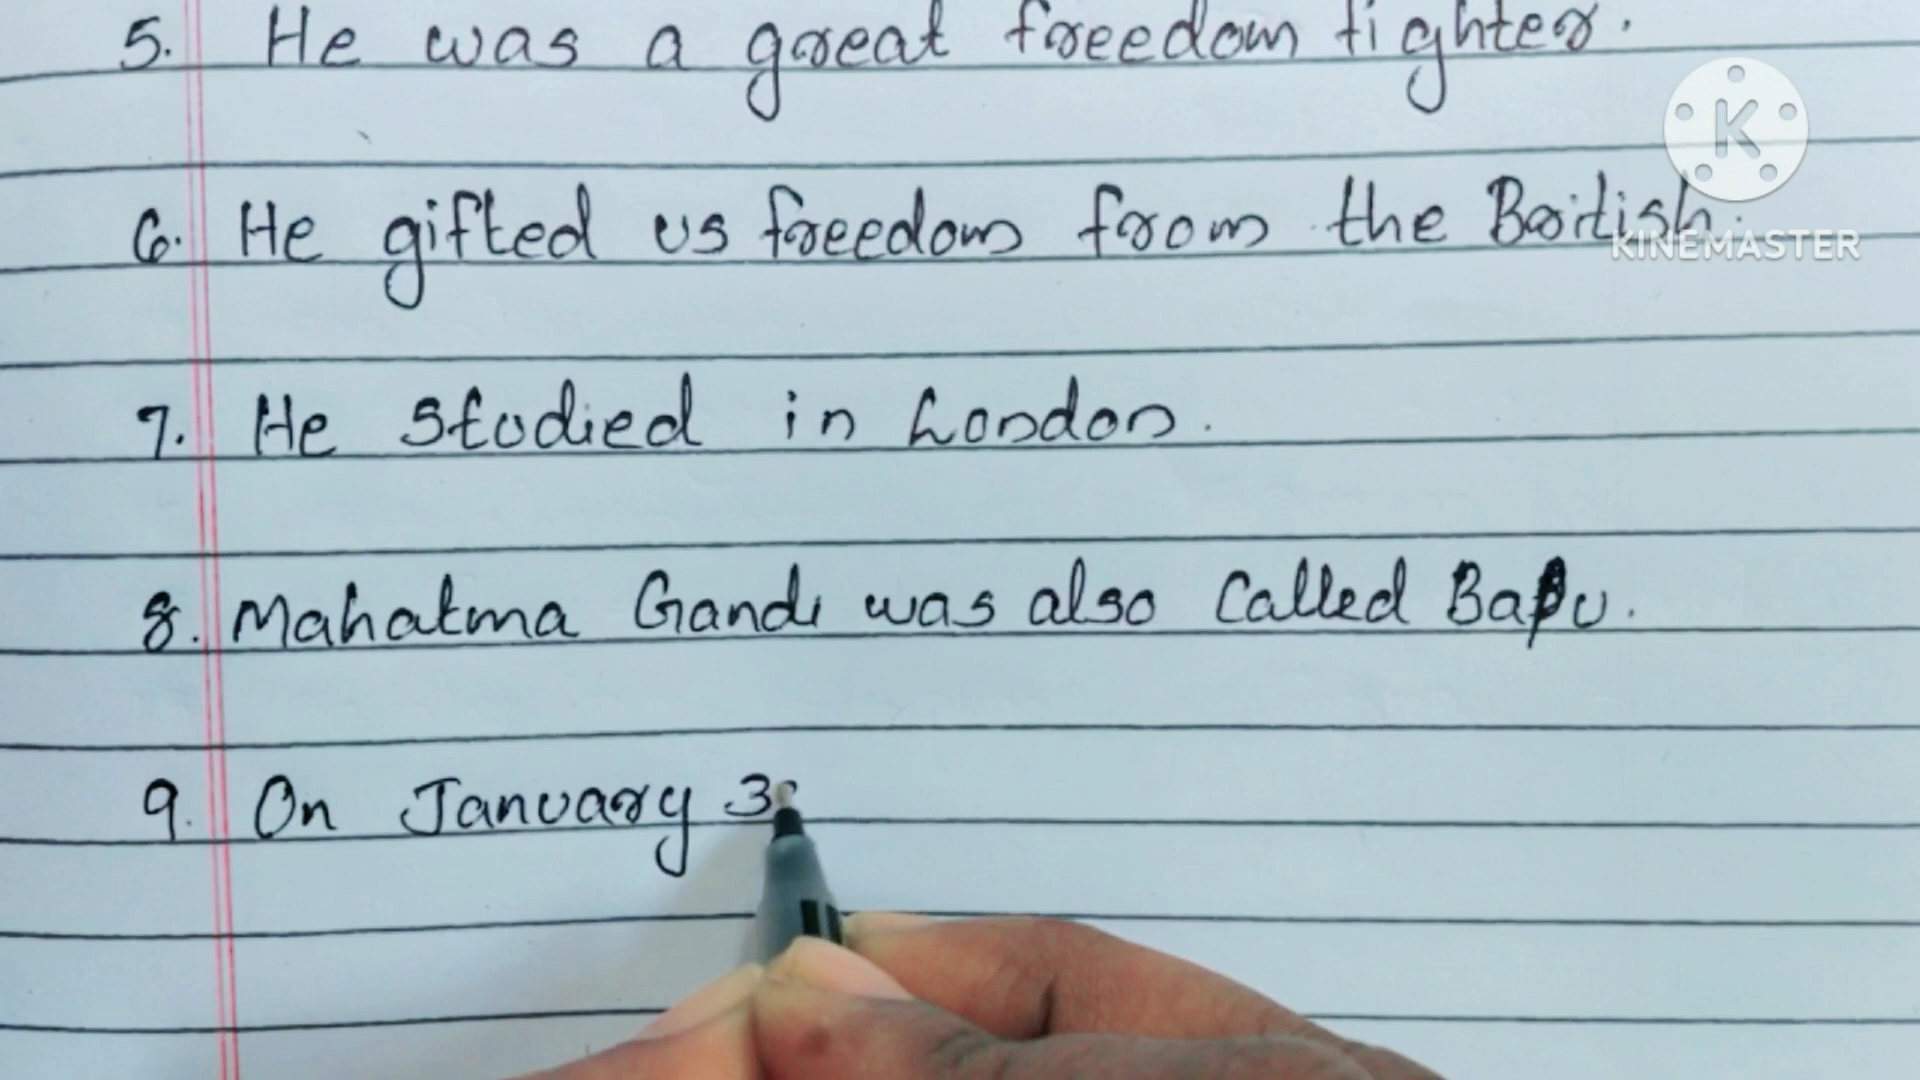 5. He was a great freedom fighter.
6. He gifted us freedom from the British.
7. He studied in London.
8. Mahatma Gandi was also Called Bapu.
9. On January 3
K
KINEMASTER